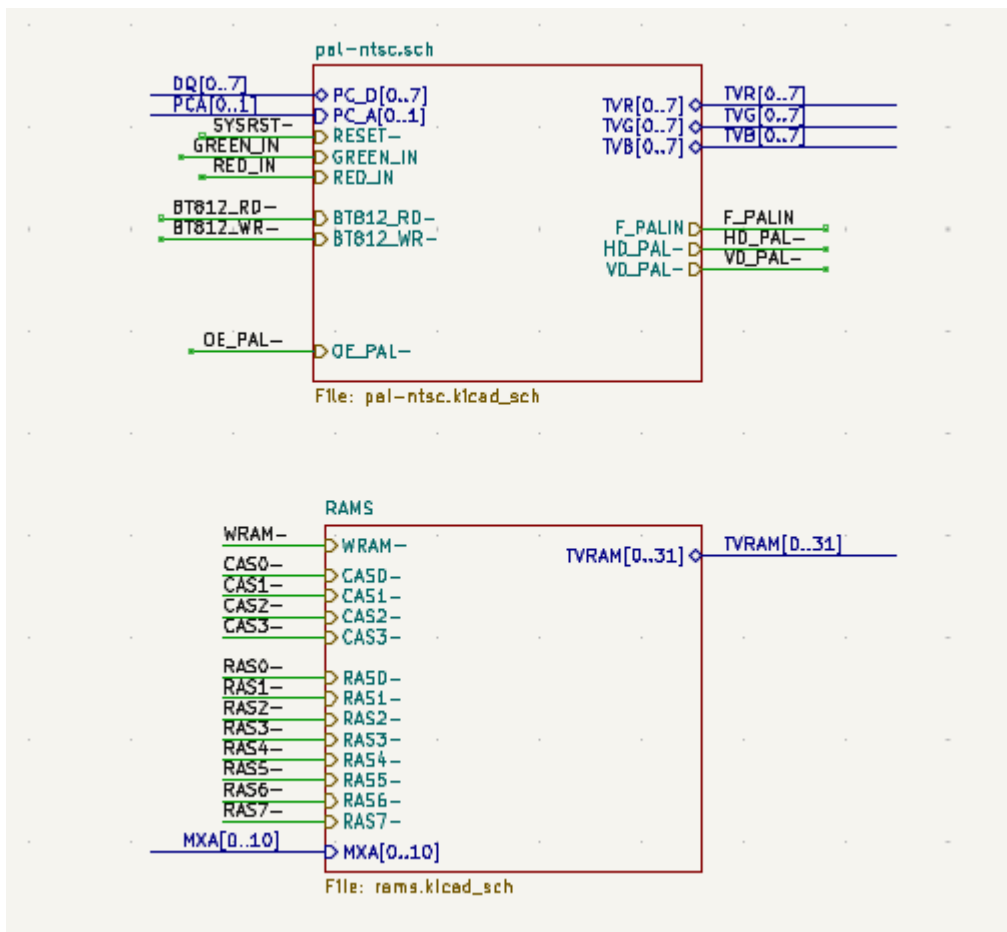 pal-ntsc.sch
DQ[0..7]
PC_D[0..7]
PCA[0..1]
PC_A[0..1]
SYSRST-
RESET-
GREEN_IN
GREEN_IN
RED_IN
RED_IN
BT812_RD-
BT812_RD-
BT812_WR-
BT812_WR-
OE_PAL-
OE_PAL-
TVR[0..7]
TVR[0..7]
TVG[0..7]
TVG[0..7]
TVB[0..7]
TVB[0..7]
F_PALIN
F_PALIN
HD_PAL-
HD_PAL-
VD_PAL-
VD_PAL-
File: pal-ntsc.kicad_sch
RAMS
WRAM-
WRAM-
CAS0-
CAS0-
CAS1-
CAS1-
CAS2-
CAS2-
CAS3-
CAS3-
RAS0-
RAS0-
RAS1-
RAS1-
RAS2-
RAS2-
RAS3-
RAS3-
RAS4-
RAS4-
RAS5-
RAS5-
RAS6-
RAS6-
RAS7-
RAS7-
MXA[0..10]
MXA[0..10]
TVRAM[0..31]
TVRAM[0..31]
File: rams.kicad_sch